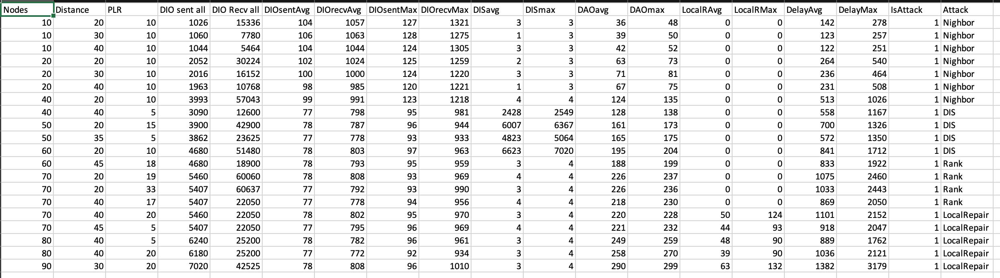 Nodes Distance PLR DIO sent all DIO Recv all DIOsentAvg DIOrecvAvg DIOsentMax DIOrecvMax DISavg DISmax DAOavg DAOmax LocalRAvg LocalRMax DelayAvg DelayMax IsAttack Attack
10 20 10 1026 15336 104 1057 127 1321 3 3 36 48 0 0 142 278 1 Nighbor
10 30 10 1060 7780 106 1063 128 1275 1 3 39 50 0 0 123 257 1 Nighbor
10 40 10 1044 5464 104 1044 124 1305 3 3 42 52 0 0 122 251 1 Nighbor
20 20 10 2052 30224 102 1024 125 1259 2 3 63 73 0 0 264 540 1 Nighbor
20 30 10 2016 16152 100 1000 124 1220 3 3 71 81 0 0 236 464 1 Nighbor
20 40 10 1963 10768 98 985 120 1221 1 3 67 75 0 0 231 508 1 Nighbor
40 20 10 3993 57043 99 991 123 1218 4 4 124 135 0 0 513 1026 1 Nighbor
40 40 5 3090 12600 77 798 95 981 2428 2549 128 138 0 0 558 1167 1 DIS
50 20 15 3900 42900 78 787 96 944 6007 6367 161 173 0 0 700 1326 1 DIS
50 35 5 3862 23625 77 778 93 933 4823 5064 165 175 0 0 572 1350 1 DIS
60 20 10 4680 51480 78 803 97 963 6623 7020 195 204 0 0 841 1712 1 DIS
60 45 18 4680 18900 78 793 95 959 3 4 188 199 0 0 833 1922 1 Rank
70 20 19 5460 60060 78 808 93 969 4 4 226 237 0 0 1075 2460 1 Rank
70 20 33 5407 60637 77 792 93 990 3 4 226 236 0 0 1033 2443 1 Rank
70 40 17 5407 22050 77 778 94 956 4 4 218 230 0 0 869 2050 1 Rank
70 40 20 5460 22050 78 802 95 970 3 4 220 228 50 124 1101 2152 1 LocalRepair
70 45 5 5407 22050 77 795 96 969 4 4 221 232 44 93 918 2047 1 LocalRepair
80 40 5 6240 25200 78 782 96 961 3 4 249 259 48 90 889 1762 1 LocalRepair
80 40 20 6180 25200 77 772 92 934 3 4 258 270 39 90 1036 2121 1 LocalRepair
90 30 20 7020 42525 78 808 96 1010 3 4 290 299 63 132 1382 3179 1 LocalRepair